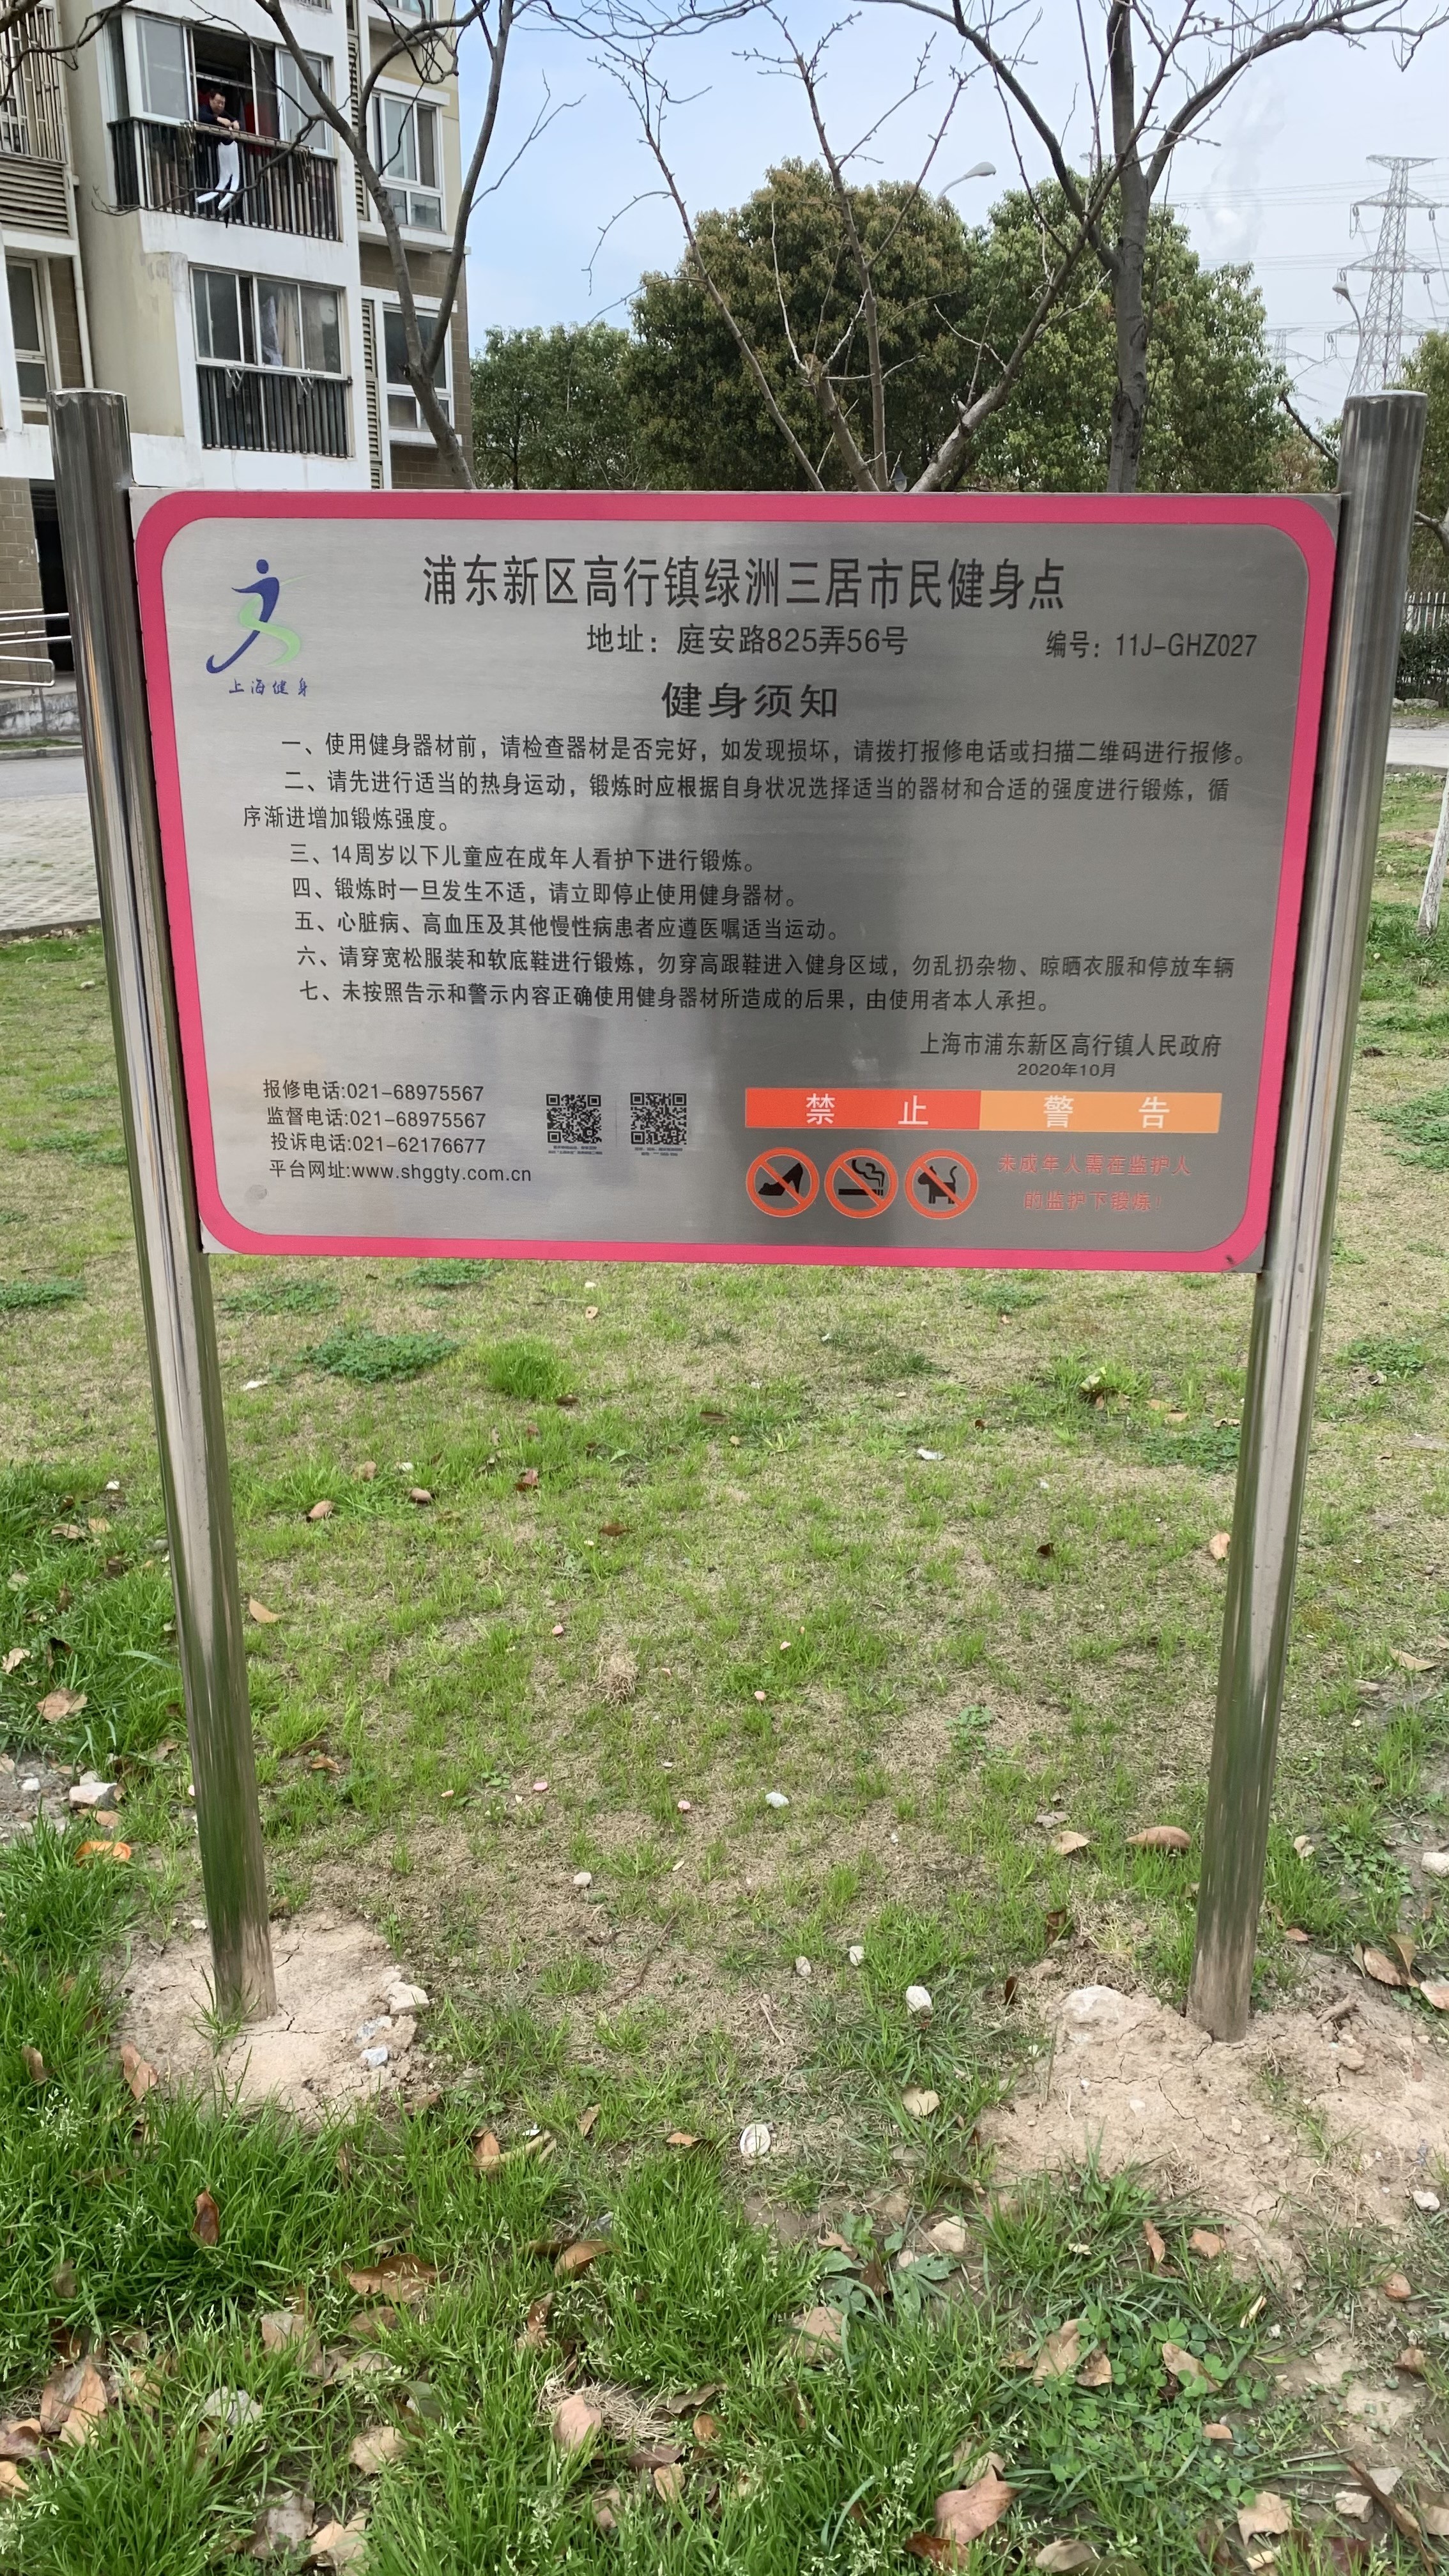 上海健身
浦东新区高行镇绿洲三居市民健身点
地址：庭安路825弄56号
编号：11J-GHZ027
健身须知
一、使用健身器材前，请检查器材是否完好，如发现损坏，请拨打报修电话或扫描二维码进行报修。
二、请先进行适当的热身运动，锻炼时应根据自身状况选择适当的器材和合适的强度进行锻炼，循
序渐进增加锻炼强度。
三、14周岁以下儿童应在成年人看护下进行锻炼。
四、锻炼时一旦发生不适，请立即停止使用健身器材。
五、心脏病、高血压及其他慢性病患者应遵医嘱适当运动。
六、请穿宽松服装和软底鞋进行锻炼，勿穿高跟鞋进入健身区域，勿乱扔杂物、晾晒衣服和停放车辆
七、未按照告示和警示内容正确使用健身器材所造成的后果，由使用者本人承担。
上海市浦东新区高行镇人民政府
2020年10月
报修电话:021-68975567
监督电话:021-68975567
投诉电话:021-62176677
平台网址:www.shggty.com.cn
禁止
警告
未成年人需在监护人
的监护下锻炼！